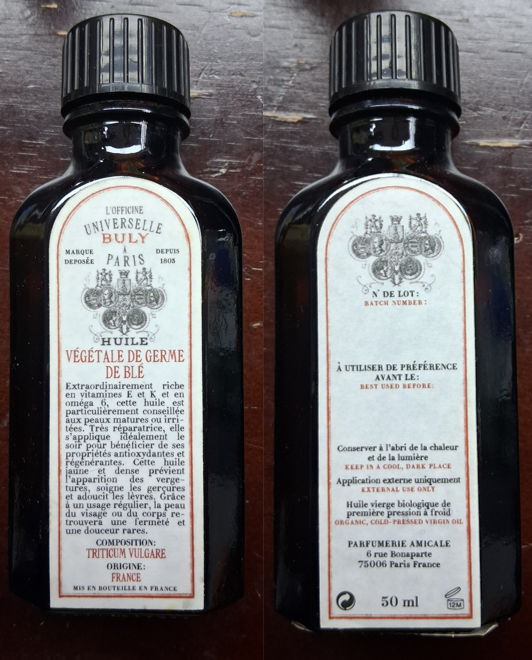 L'OFFICINE
UNIVERSELLE
BULY
À
MARQUE DEPUIS
DEPOSÉE PARIS 1803
HUILE
VÉGÉTALE DE GERME
DE BLÉ
Extraordinairement riche
en vitamines E et K et en
oméga 6, cette huile est
particulièrement conseillée
aux peaux matures ou irri-
tées. Très réparatrice, elle
s'applique idéalement le
soir pour bénéficier de ses
propriétés antioxydantes et
régénérantes. Cette huile
jaune et dense prévient
l'apparition des verge-
tures, soigne les gerçures
et adoucit les lèvres. Grâce
à un usage régulier, la peau
du visage ou du corps re-
trouvera une fermeté et
une douceur rares.
COMPOSITION:
TRITICUM VULGARE
ORIGINE:
FRANCE
MIS EN BOUTEILLE EN FRANCE
N° DE LOT:
BATCH NUMBER:
À UTILISER DE PRÉFÉRENCE
AVANT LE:
BEST USED BEFORE:
Conserver à l'abri de la chaleur
et de la lumière
KEEP IN A COOL, DARK PLACE
Application externe uniquement
EXTERNAL USE ONLY
Huile vierge biologique de
première pression à froid
ORGANIC, COLD-PRESSED VIRGIN OIL
PARFUMERIE AMICALE
6 rue Bonaparte
75006 Paris France
50 ml
12M